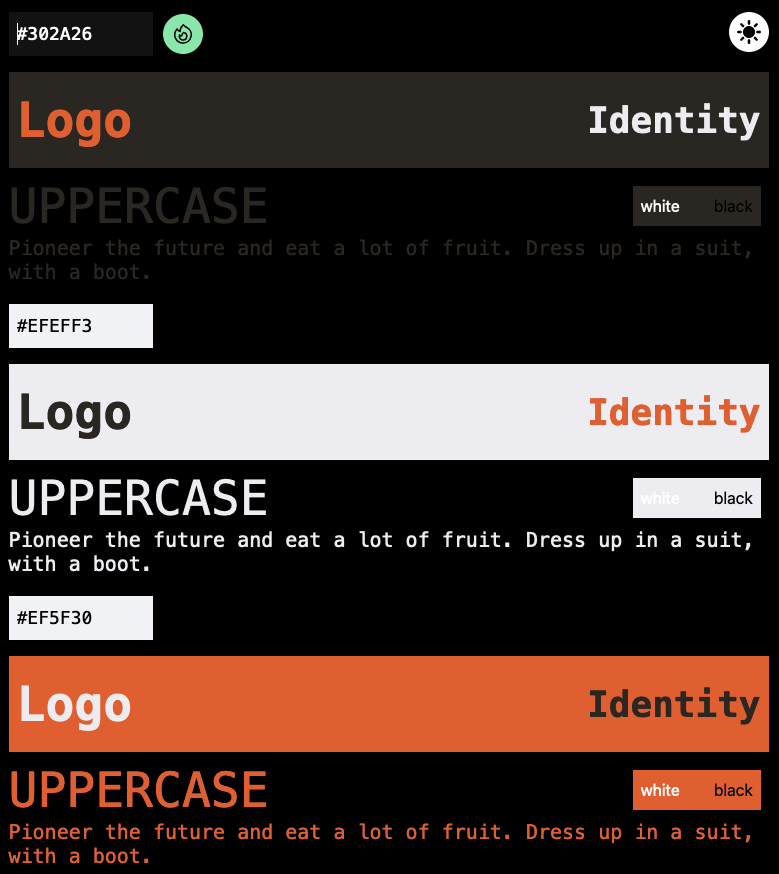 #302A26
Logo Identity
UPPERCASE white black
Pioneer the future and eat a lot of fruit. Dress up in a suit,
with a boot.
#EFEFF3
Logo Identity
UPPERCASE white black
Pioneer the future and eat a lot of fruit. Dress up in a suit,
with a boot.
#EF5F30
Logo Identity
UPPERCASE white black
Pioneer the future and eat a lot of fruit. Dress up in a suit,
with a boot.